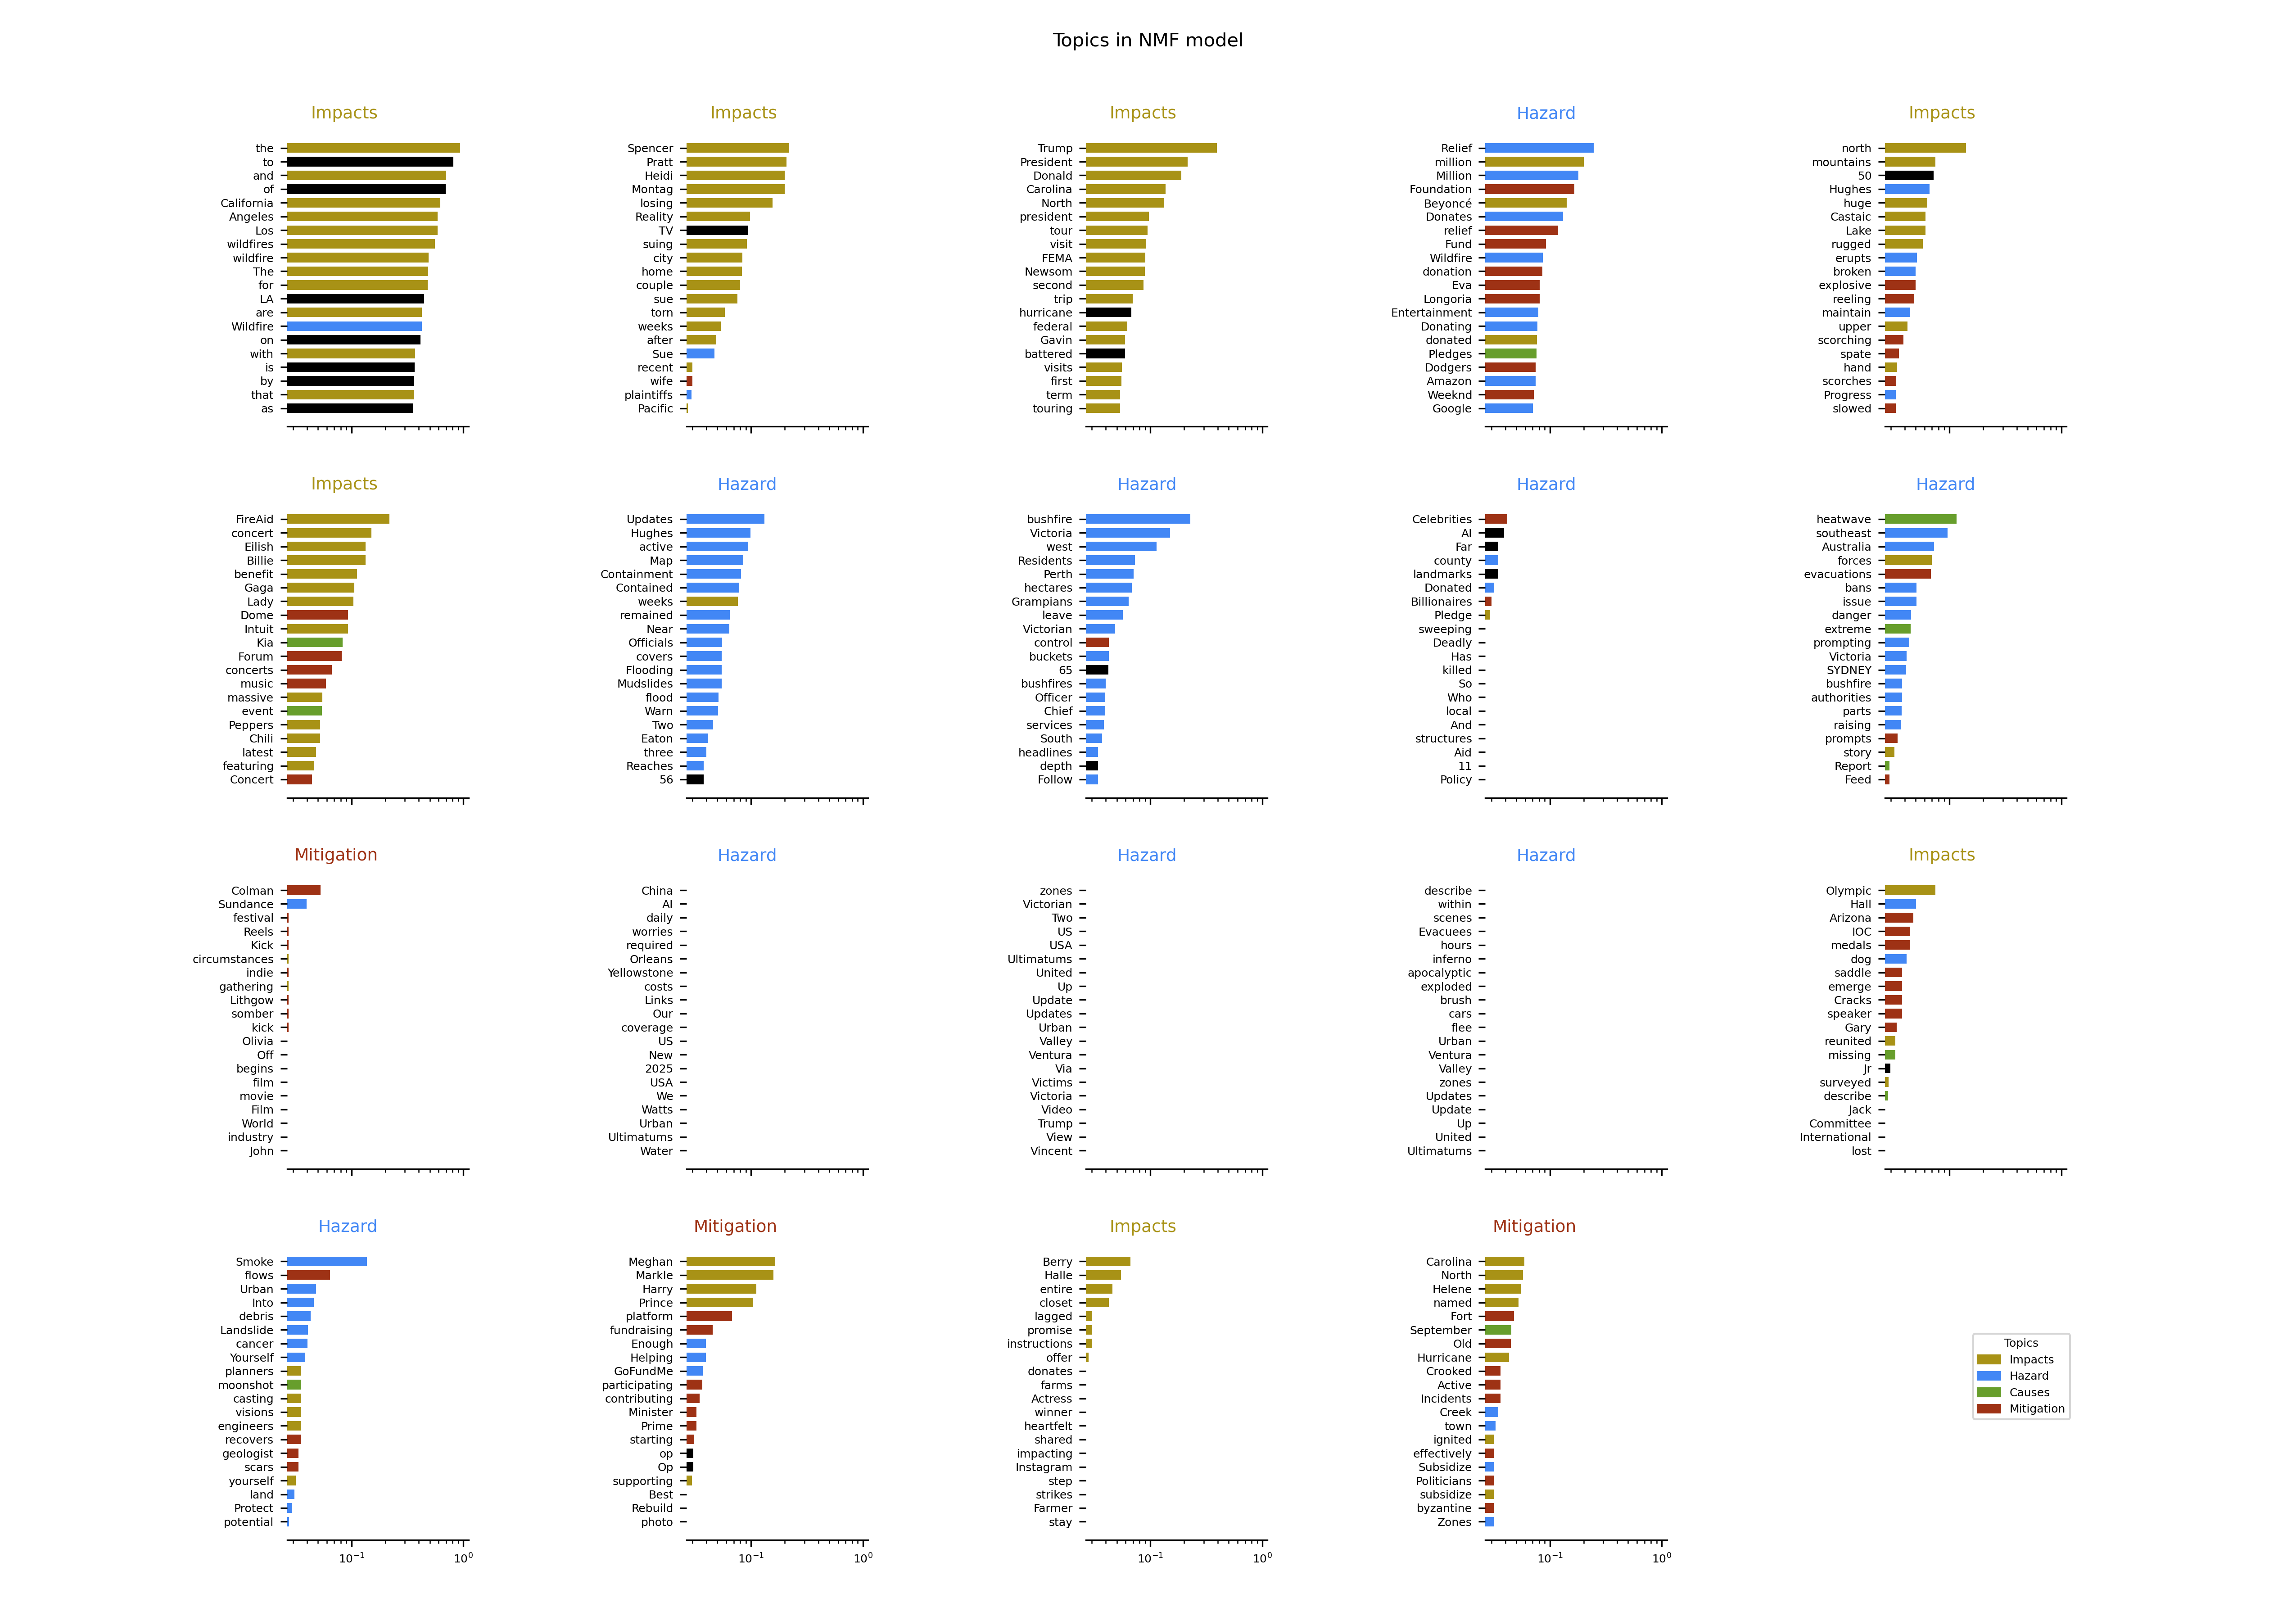 Topics in NMF model
Impacts
the
to
and
of
California
Angeles
Los
wildfires
wildfire
The
for
LA
are
Wildfire
on
with
is
by
that
as
Impacts
Spencer
Pratt
Heidi
Montag
losing
Reality
TV
suing
city
home
couple
sue
torn
weeks
after
Sue
recent
wife
plaintiffs
Pacific
Impacts
Trump
President
Donald
Carolina
North
president
tour
visit
FEMA
Newsom
second
trip
hurricane
federal
Gavin
battered
visits
first
term
touring
Hazard
Relief
million
Million
Foundation
Beyoncé
Donates
relief
Fund
Wildfire
donation
Eva
Longoria
Entertainment
Donating
donated
Pledges
Dodgers
Amazon
Weeknd
Google
Impacts
north
mountains
50
Hughes
huge
Castaic
Lake
rugged
erupts
broken
explosive
reeling
maintain
upper
scorching
spate
hand
scorches
Progress
slowed
Impacts
FireAid
concert
Eilish
Billie
benefit
Gaga
Lady
Dome
Intuit
Kia
Forum
concerts
music
massive
event
Peppers
Chili
latest
featuring
Concert
Hazard
Updates
Hughes
active
Map
Containment
Contained
weeks
remained
Near
Officials
covers
Flooding
Mudslides
flood
Warn
Two
Eaton
three
Reaches
56
Hazard
bushfire
Victoria
west
Residents
Perth
hectares
Grampians
leave
Victorian
control
buckets
65
bushfires
Officer
Chief
services
South
headlines
depth
Follow
Hazard
Celebrities
AI
Far
county
landmarks
Donated
Billionaires
Pledge
sweeping
Deadly
Has
killed
So
Who
local
And
structures
Aid
11
Policy
Hazard
heatwave
southeast
Australia
forces
evacuations
bans
issue
danger
extreme
prompting
Victoria
SYDNEY
bushfire
authorities
parts
raising
prompts
story
Report
Feed
Mitigation
Colman
Sundance
festival
Reels
Kick
circumstances
indie
gathering
Lithgow
somber
kick
Olivia
Off
begins
film
movie
Film
World
industry
John
Hazard
China
AI
daily
worries
required
Orleans
Yellowstone
costs
Links
Our
coverage
US
New
2025
USA
We
Watts
Urban
Ultimatums
Water
Hazard
zones
Victorian
Two
US
USA
Ultimatums
United
Up
Update
Updates
Urban
Valley
Ventura
Via
Victims
Victoria
Video
Trump
View
Vincent
Hazard
describe
within
scenes
Evacuees
hours
inferno
apocalyptic
exploded
brush
cars
flee
Urban
Ventura
Valley
zones
Updates
Update
Up
United
Ultimatums
Impacts
Olympic
Hall
Arizona
IOC
medals
dog
saddle
emerge
Cracks
speaker
Gary
reunited
missing
Jr
surveyed
describe
Jack
Committee
International
lost
Hazard
Smoke
flows
Urban
Into
debris
Landslide
cancer
Yourself
planners
moonshot
casting
visions
engineers
recovers
geologist
scars
yourself
land
Protect
potential
10⁻¹ 10⁰
Mitigation
Meghan
Markle
Harry
Prince
platform
fundraising
Enough
Helping
GoFundMe
participating
contributing
Minister
Prime
starting
op
Op
supporting
Best
Rebuild
photo
10⁻¹ 10⁰
Impacts
Berry
Halle
entire
closet
lagged
promise
instructions
offer
donates
farms
Actress
winner
heartfelt
shared
impacting
Instagram
step
strikes
Farmer
stay
10⁻¹ 10⁰
Mitigation
Carolina
North
Helene
named
Fort
September
Old
Hurricane
Crooked
Active
Incidents
Creek
town
ignited
effectively
Subsidize
Politicians
subsidize
byzantine
Zones
10⁻¹ 10⁰
Topics
Impacts
Hazard
Causes
Mitigation